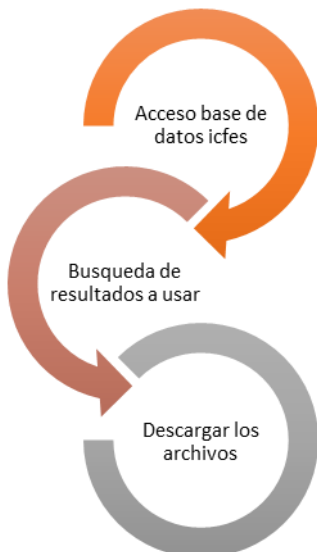 Acceso base de
datos icfes
Busqueda de
resultados a usar
Descargar los
archivos